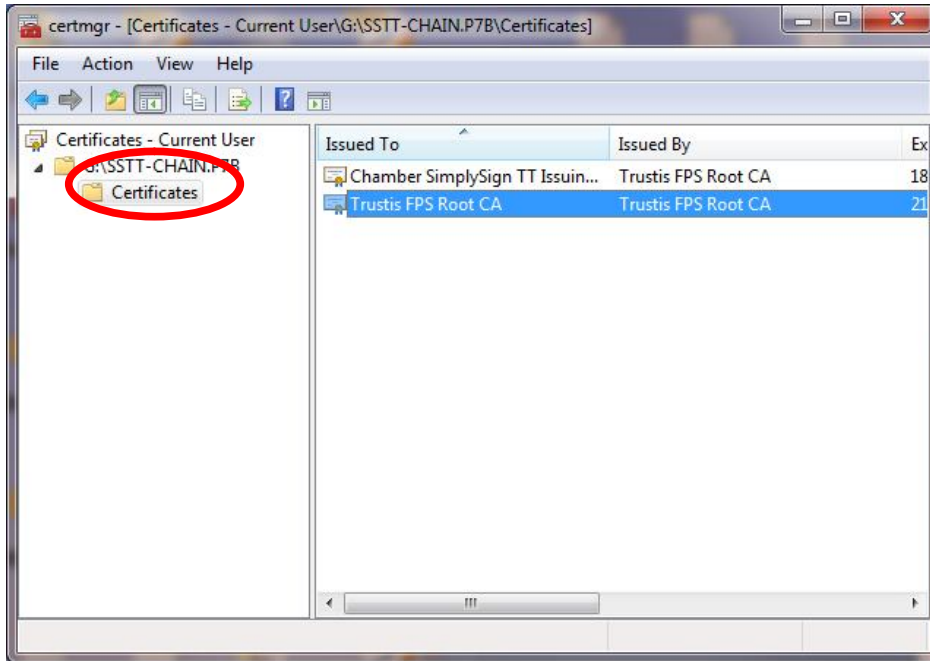 certmgr - [Certificates - Current User\G:\SSTT-CHAIN.P7B\Certificates]
File Action View Help
Certificates - Current User
G:\SSTT-CHAIN.P7B
Certificates
Issued To Issued By Ex
Chamber SimplySign TT Issuin... Trustis FPS Root CA 18
Trustis FPS Root CA Trustis FPS Root CA 21